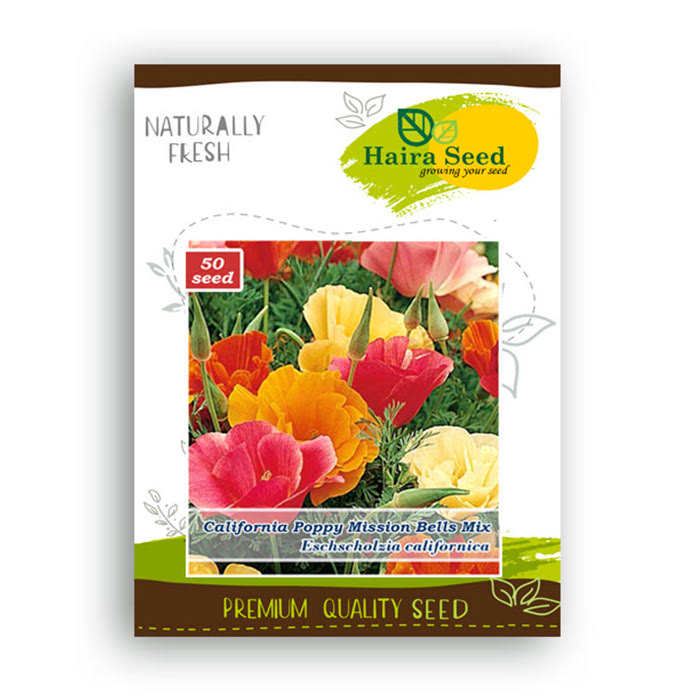 NATURALLY
FRESH
Haira Seed
growing your seed
50
seed
California Poppy Mission Bells Mix
Eschscholzia californica
PREMIUM QUALITY SEED